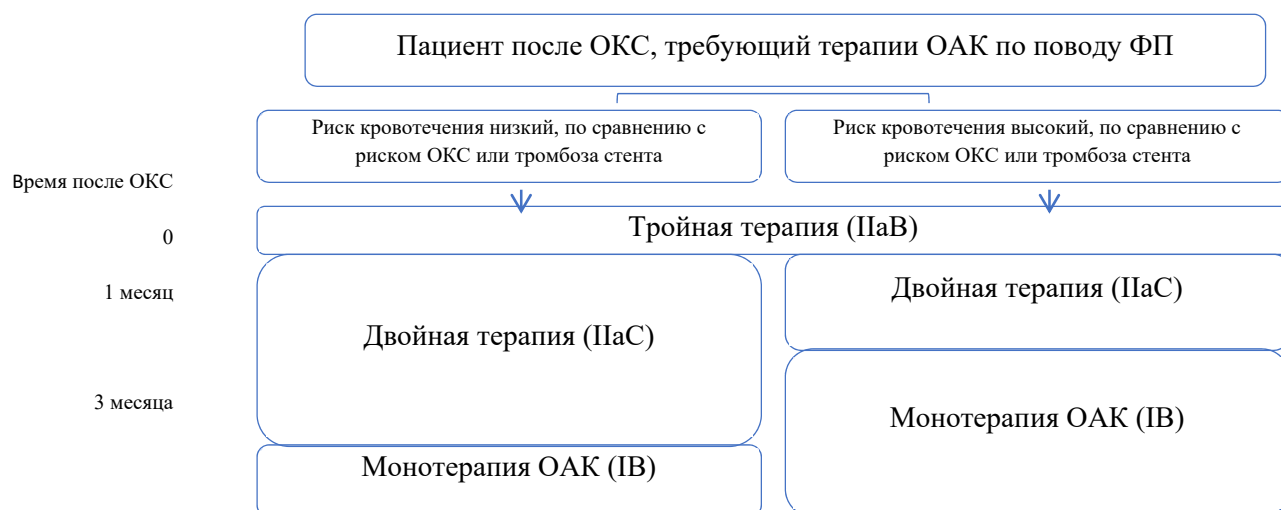 Пациент после ОКС, требующий терапии ОАК по поводу ФП
Риск кровотечения низкий, по сравнению с
риском ОКС или тромбоза стента
Риск кровотечения высокий, по сравнению с
риском ОКС или тромбоза стента
Время после ОКС
0
Тройная терапия (IIaB)
1 месяц
Двойная терапия (IIaC)
Двойная терапия (IIaC)
3 месяца
Монотерапия ОАК (IB)
Монотерапия ОАК (IB)